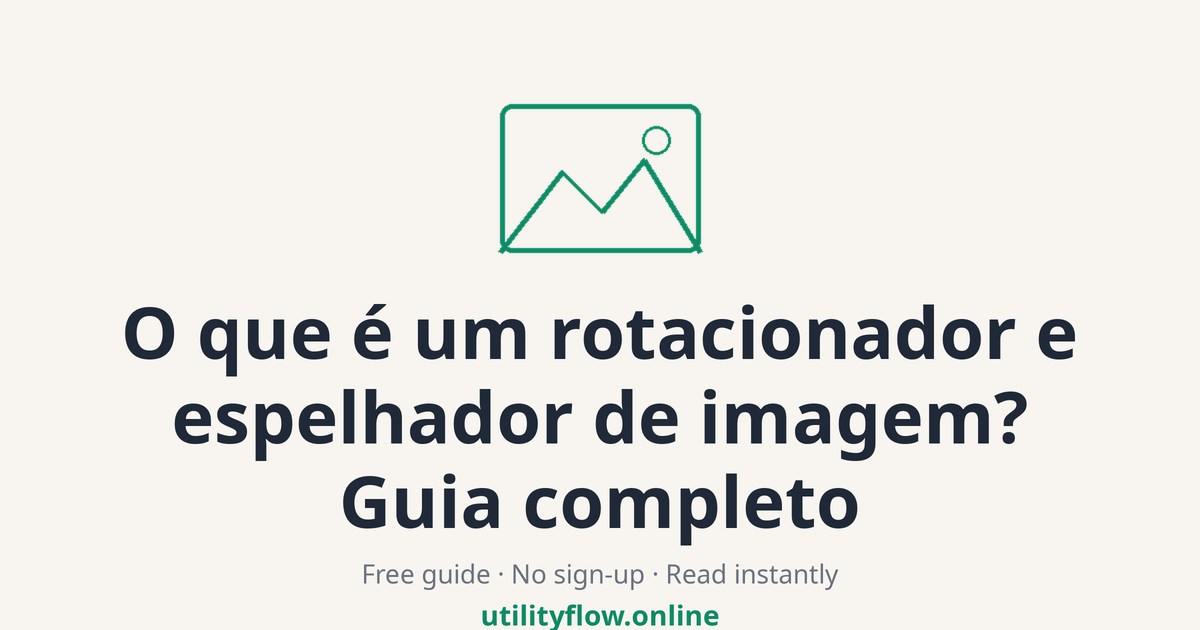 O que é um rotacionador e
espelhador de imagem?
Guia completo
Free guide · No sign-up · Read instantly
utilityflow.online